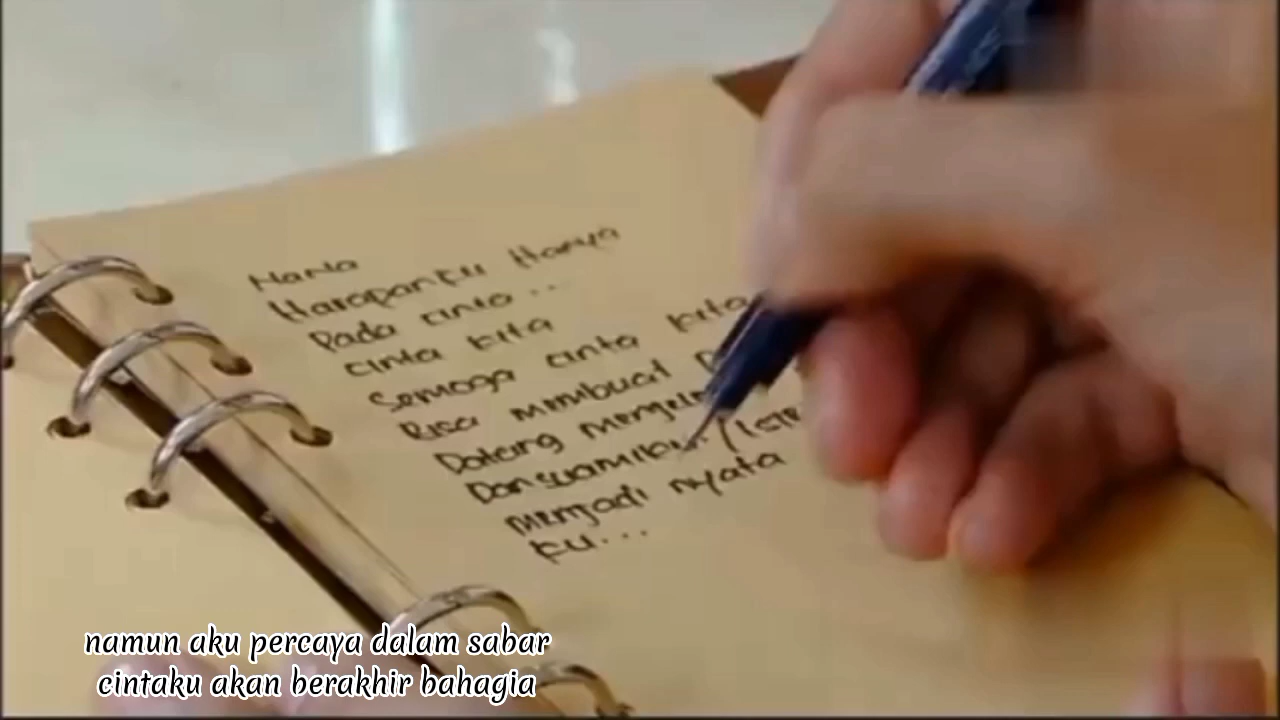 Nania
Harapanku Hanya
Pada cinta...
cinta kita
Semoga cinta kita
Bisa membuat
Datang
Dan suamiku
menjadi nyata
ku...
namun aku percaya dalam sabar
cintaku akan berakhir bahagia